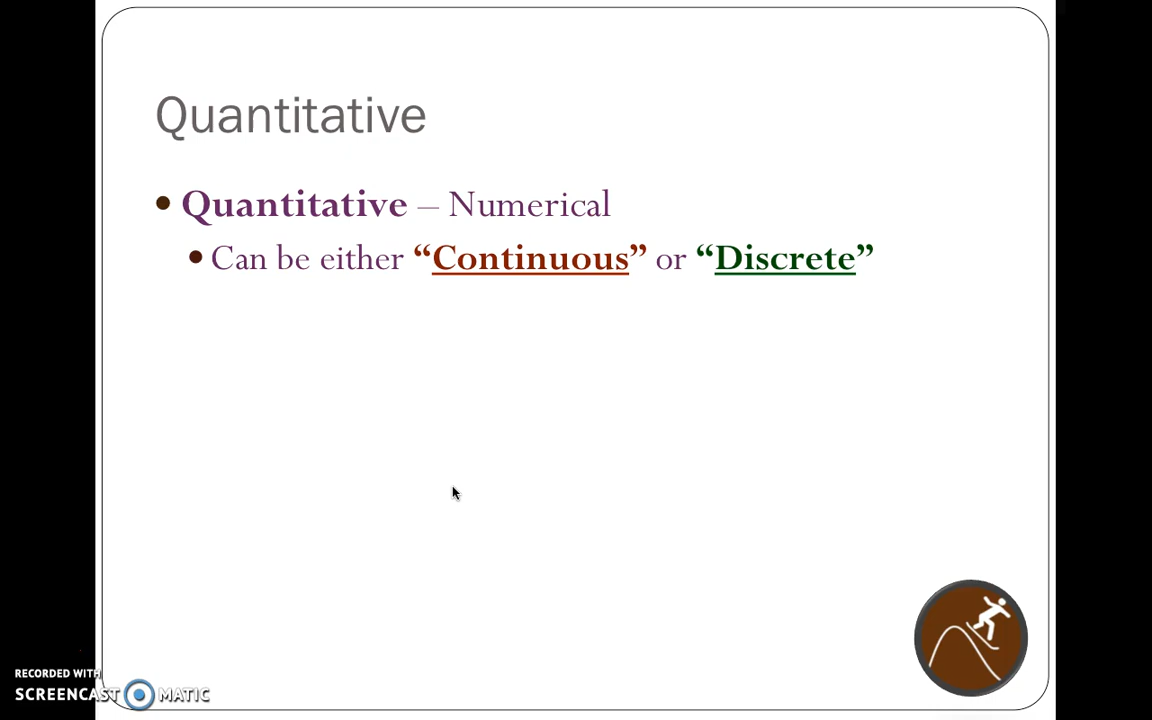 Quantitative
• Quantitative – Numerical
• Can be either “Continuous” or “Discrete”
RECORDED WITH
SCREENCAST MATIC